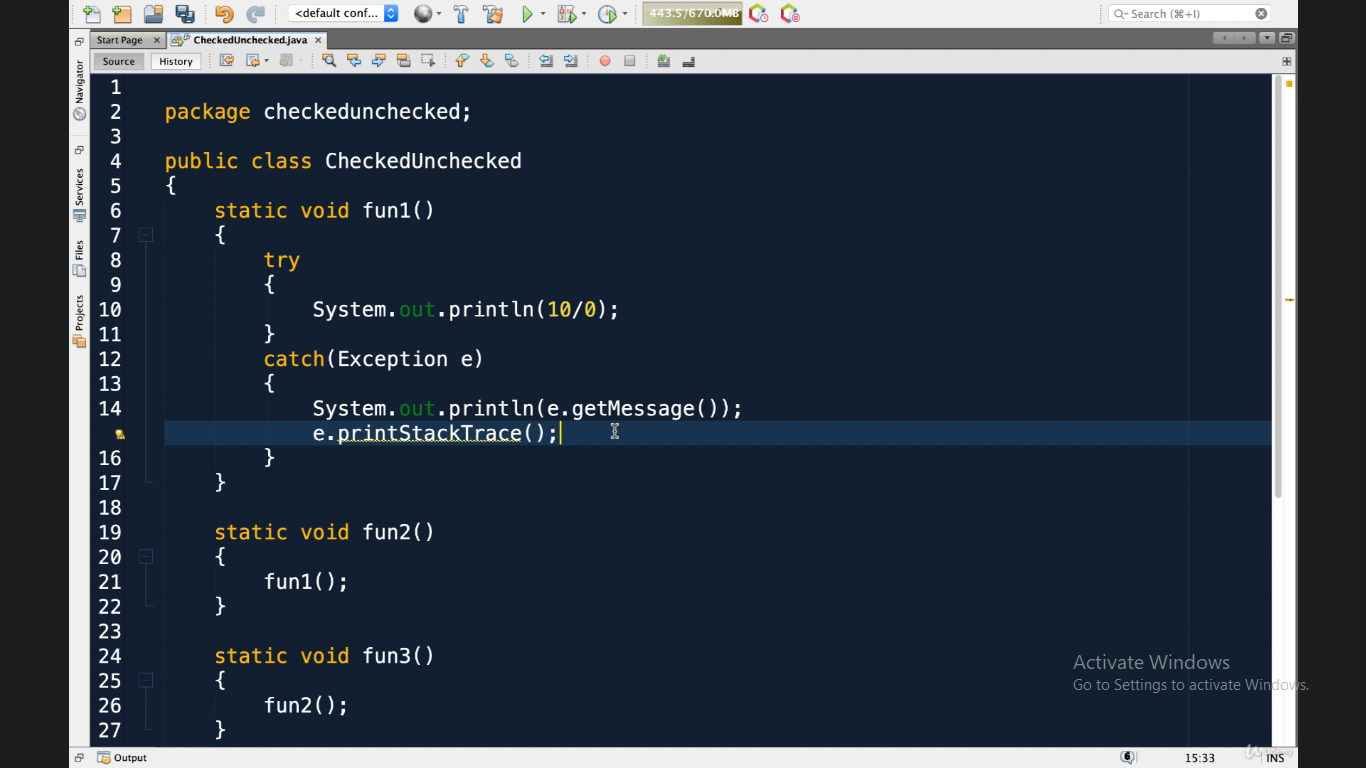 <default conf...
443.5/670.0MB
Search (⌘+I)
Start Page
CheckedUnchecked.java
Source
History
Navigator
Services
Files
Projects
1
2 package checkedunchecked;
3
4 public class CheckedUnchecked
5 {
6 static void fun1()
7 {
8 try
9 {
10 System.out.println(10/0);
11 }
12 catch(Exception e)
13 {
14 System.out.println(e.getMessage());
e.printStackTrace();
16 }
17 }
18
19 static void fun2()
20 {
21 fun1();
22 }
23
24 static void fun3()
25 {
26 fun2();
27 }
Activate Windows
Go to Settings to activate Windows.
Output
6
15:33
INS